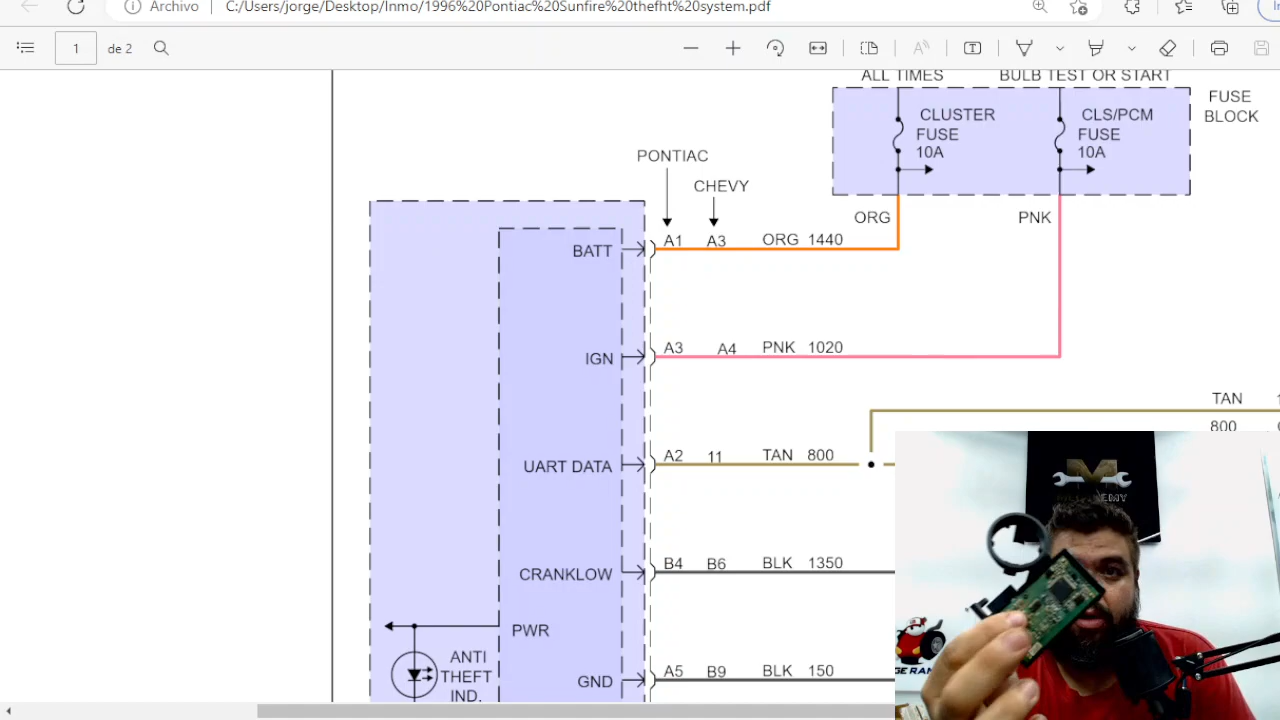 Archivo C:/Users/jorge/Desktop/Inmo/1996%20Pontiac%20Sunfire%20thefht%20system.pdf
1 de 2
ALL TIMES BULB TEST OR START
FUSE
BLOCK
CLUSTER
FUSE
10A
CLS/PCM
FUSE
10A
PONTIAC
CHEVY
ORG PNK
BATT A1 A3 ORG 1440
IGN A3 A4 PNK 1020
TAN
800
UART DATA A2 11 TAN 800
CRANKLOW B4 B6 BLK 1350
PWR
ANTI
THEFT
IND.
GND A5 B9 BLK 150